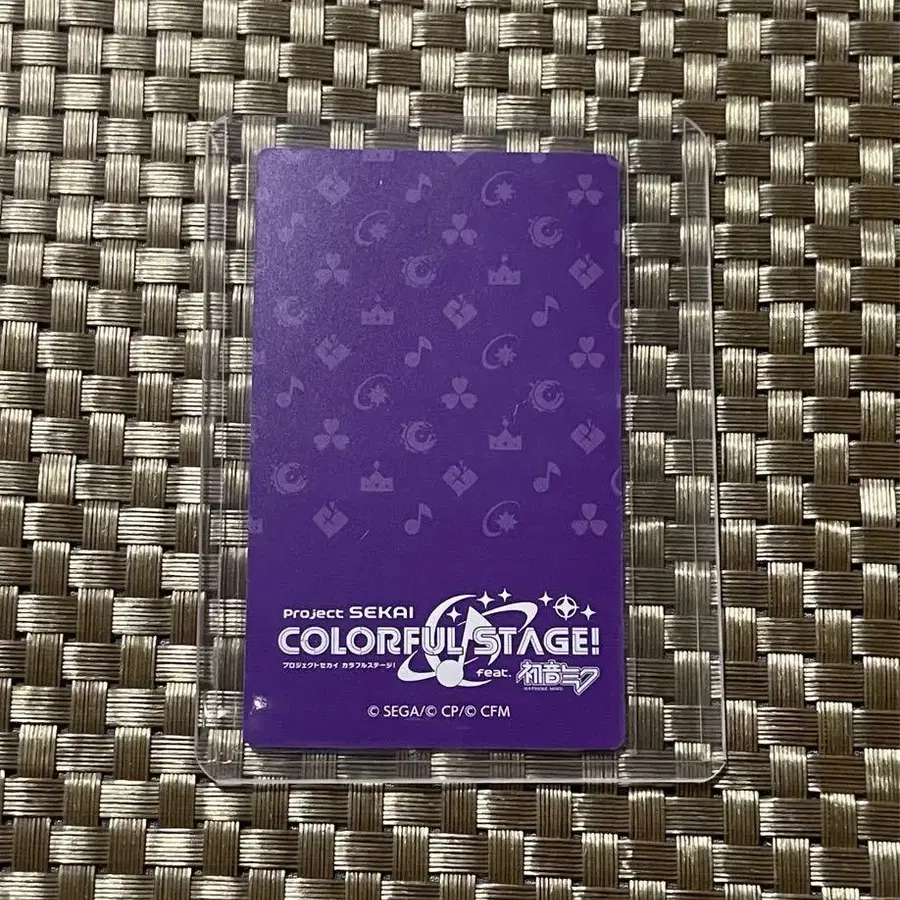 Project SEKAI
COLORFUL STAGE!
プロジェクトセカイ カラフルステージ!
feat. 初音ミク
HATSUNE MIKU
© SEGA/© CP/© CFM